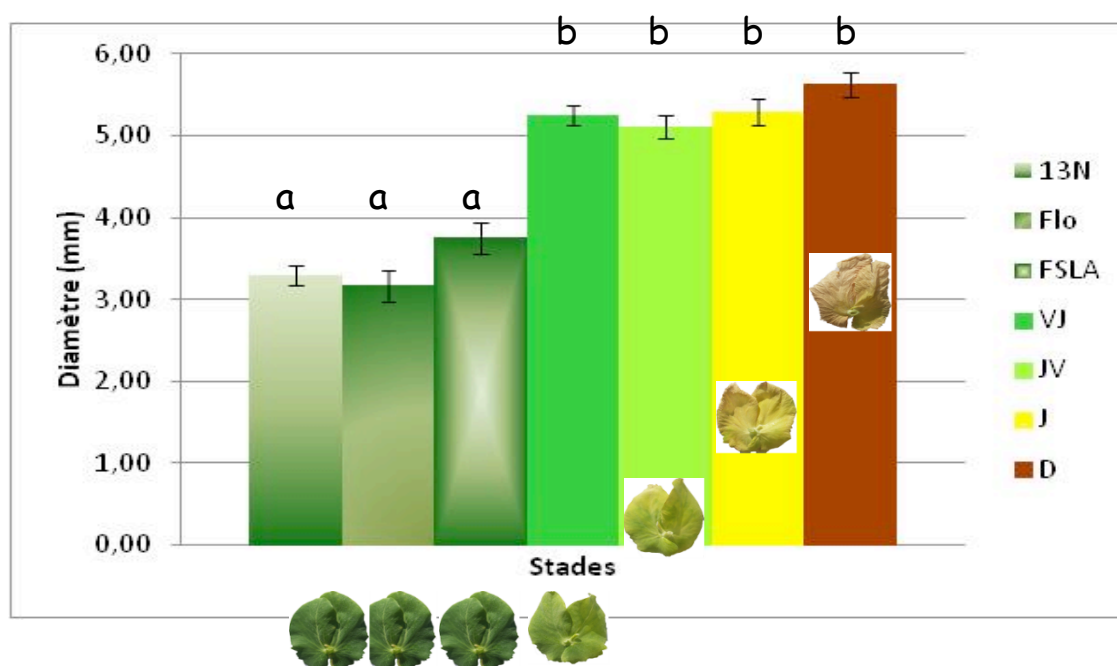 b b b b
6,00
5,00
a a a
4,00
3,00
2,00
1,00
0,00
Diamètre (mm)
Stades
13N
Flo
FSLA
VJ
JV
J
D